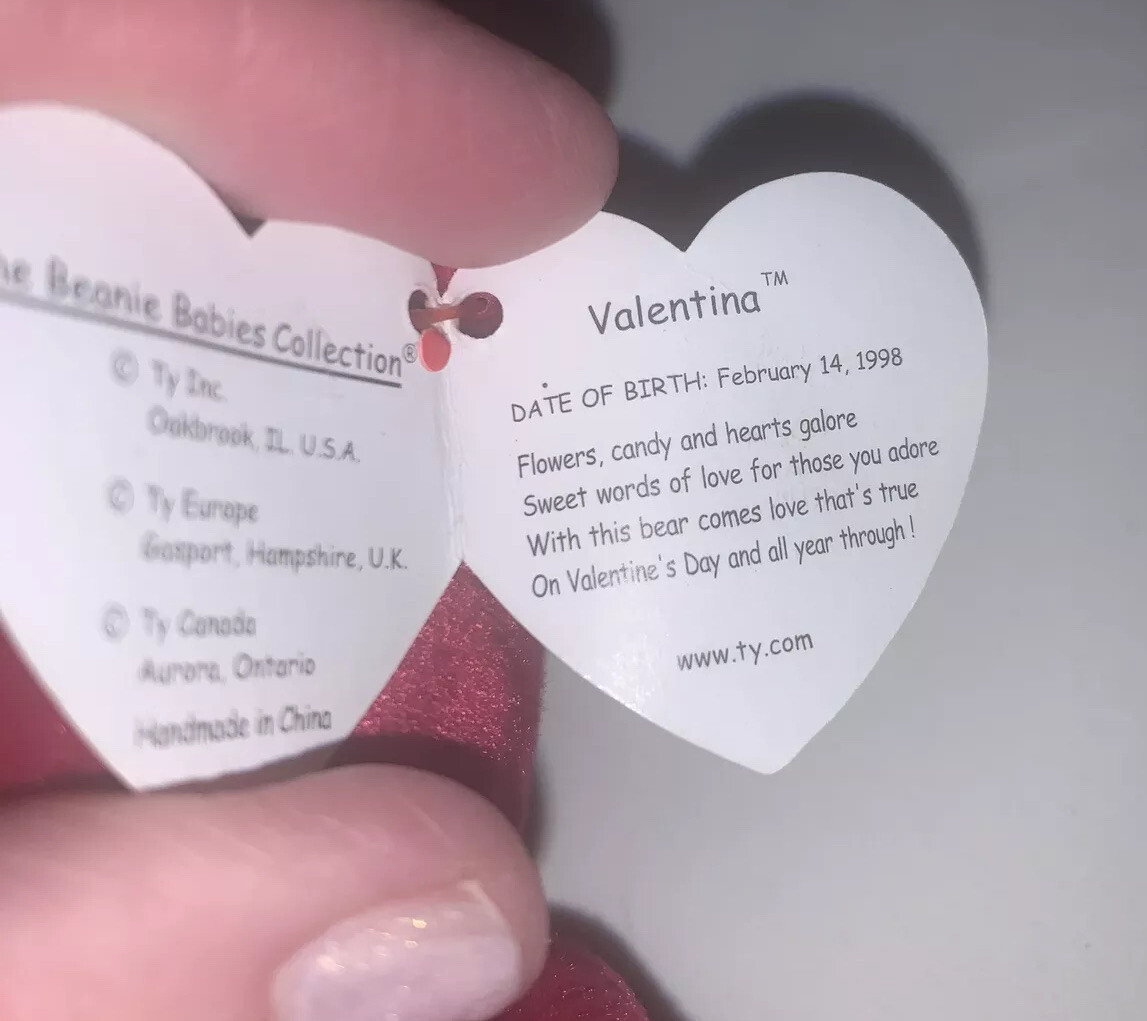 he Beanie Babies Collection®
© Ty Inc.
Oakbrook, IL. U.S.A.
© Ty Europe
Gasport, Hampshire, U.K.
© Ty Canada
Aurora, Ontario
Handmade in China
Valentina™
DATE OF BIRTH: February 14, 1998
Flowers, candy and hearts galore
Sweet words of love for those you adore
With this bear comes love that's true
On Valentine's Day and all year through!
www.ty.com